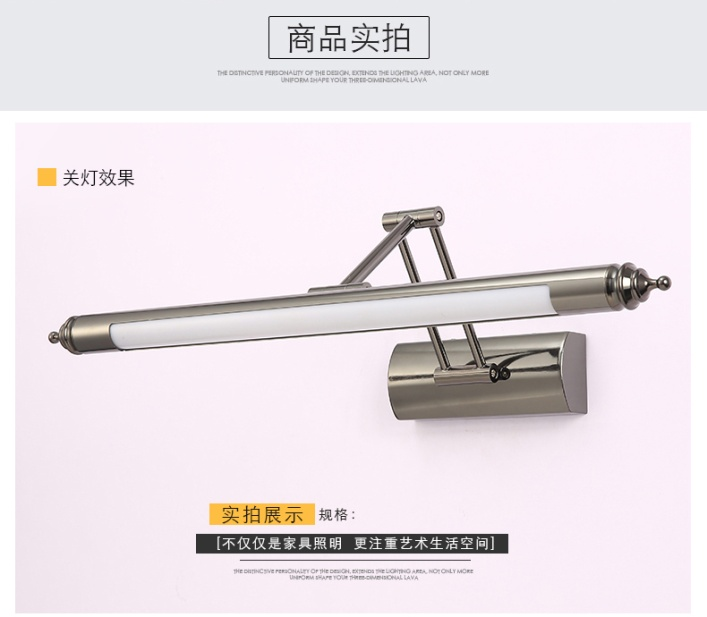 商品实拍
THE DISTINCTIVE PERSONALITY OF THE DESIGN, EXTENDS THE LIGHTING AREA, NOT ONLY MORE
UNIFORM SHAPE YOUR THREE-DIMENSIONAL LAVA
关灯效果
实拍展示 规格：
[不仅仅是家具照明 更注重艺术生活空间]
THE DISTINCTIVE PERSONALITY OF THE DESIGN, EXTENDS THE LIGHTING AREA, NOT ONLY MORE
UNIFORM SHAPE YOUR THREE-DIMENSIONAL LAVA